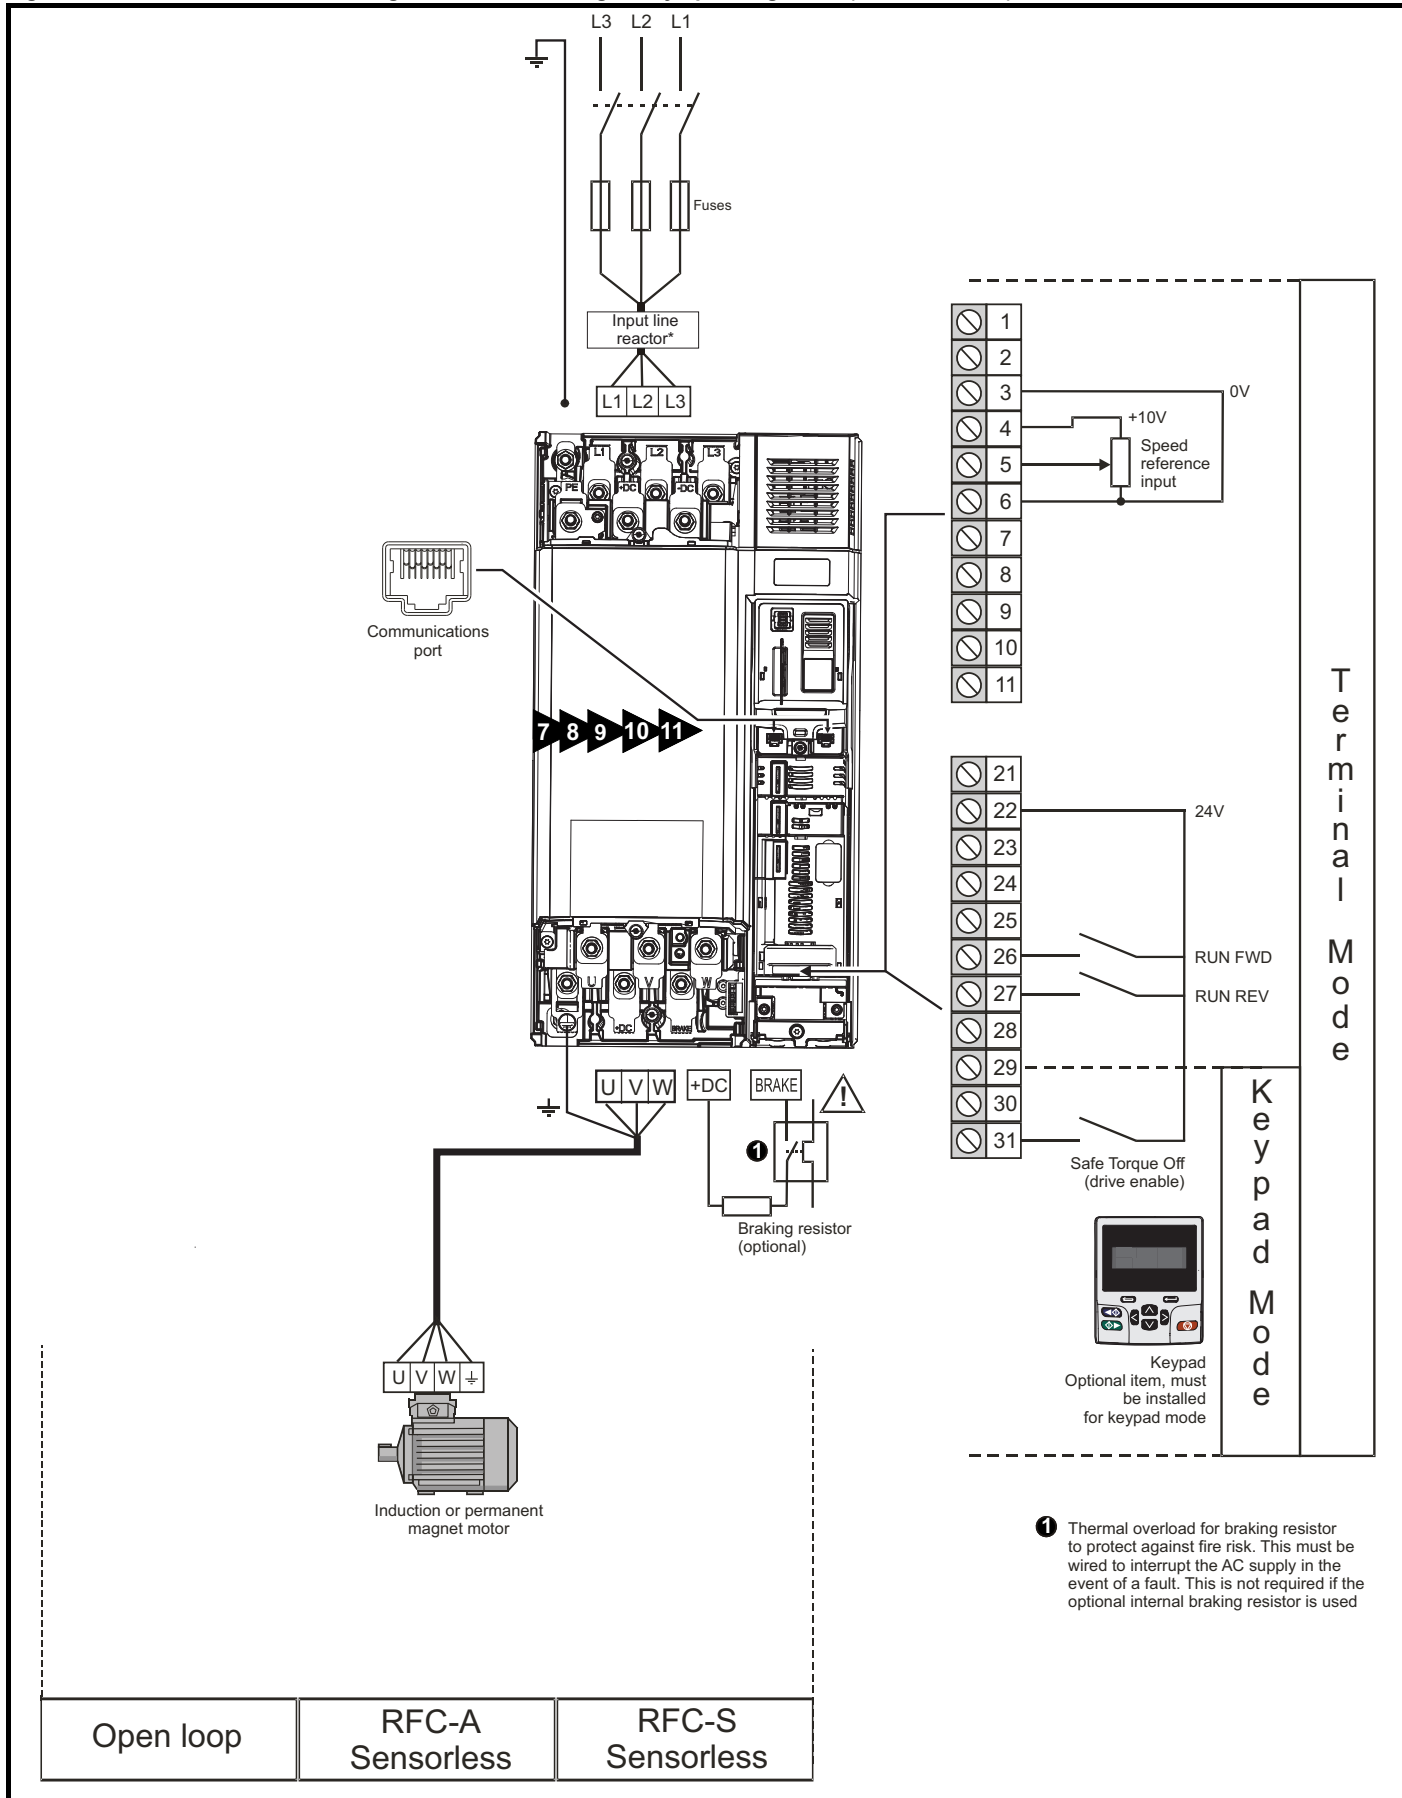 L3 L2 L1
Fuses
Input line
reactor*
L1 L2 L3
L1 L2 L3
PE +DC -DC
Communications
port
7 8 9 10 11
U V W
+DC BRAKE
U V W
+DC
BRAKE
!
1
Braking resistor
(optional)
U V W
Induction or permanent
magnet motor
1
2
3
0V
4
+10V
5
Speed
reference
input
6
7
8
9
10
11
21
22
24V
23
24
25
26
RUN FWD
27
RUN REV
28
29
30
31
Safe Torque Off
(drive enable)
Keypad
Optional item, must
be installed
for keypad mode
Terminal Mode
Keypad Mode
1 Thermal overload for braking resistor
to protect against fire risk. This must be
wired to interrupt the AC supply in the
event of a fault. This is not required if the
optional internal braking resistor is used
Open loop
RFC-A
Sensorless
RFC-S
Sensorless